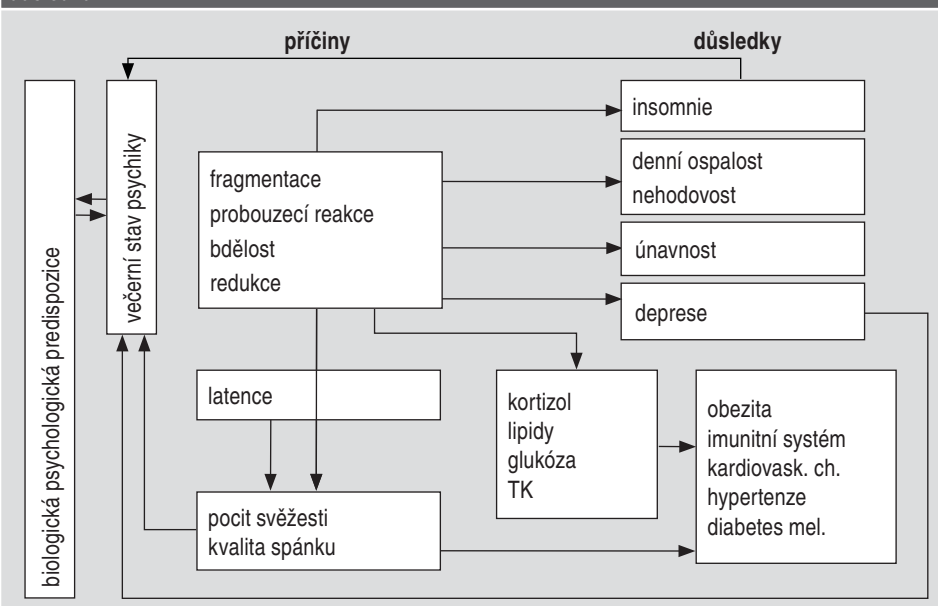 příčiny
důsledky
biologická psychologická predispozice
večerní stav psychiky
fragmentace
probouzecí reakce
bdělost
redukce
insomnie
denní ospalost
nehodovost
únavnost
deprese
latence
kortizol
lipidy
glukóza
TK
obezita
imunitní systém
kardiovask. ch.
hypertenze
diabetes mel.
pocit svěžesti
kvalita spánku